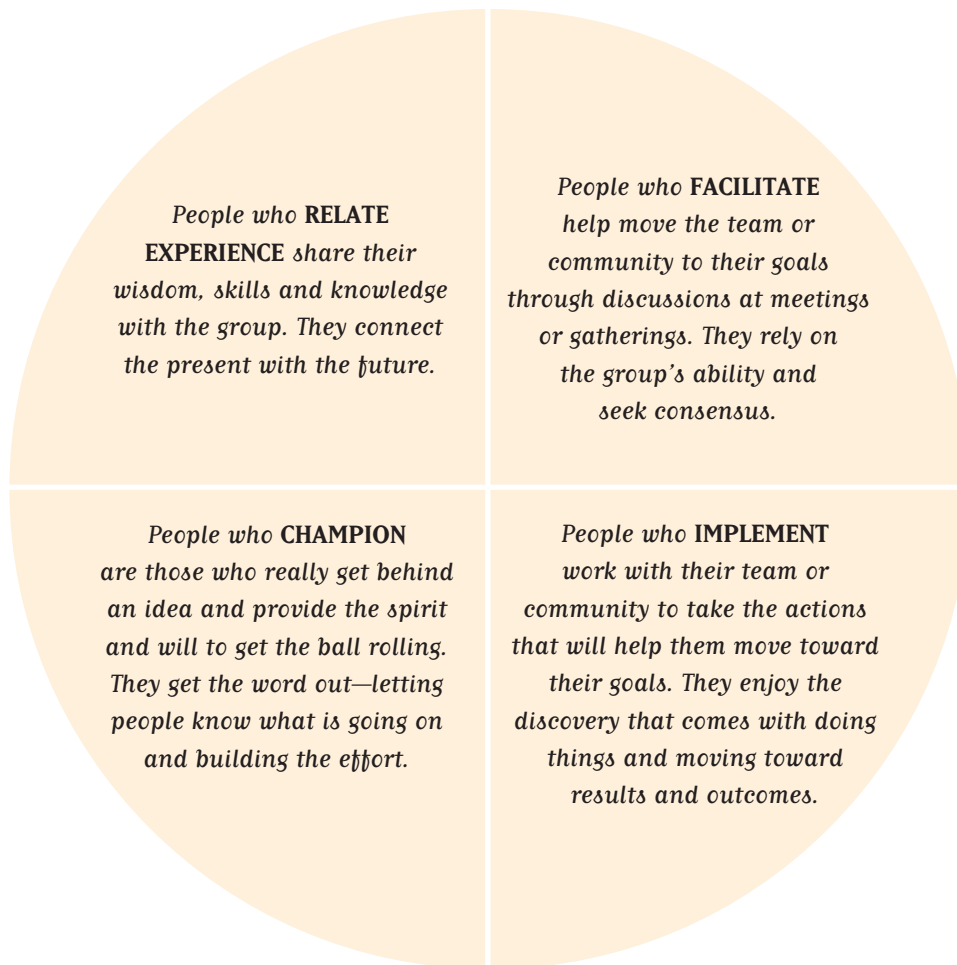 People who RELATE
EXPERIENCE share their
wisdom, skills and knowledge
with the group. They connect
the present with the future.
People who FACILITATE
help move the team or
community to their goals
through discussions at meetings
or gatherings. They rely on
the group's ability and
seek consensus.
People who CHAMPION
are those who really get behind
an idea and provide the spirit
and will to get the ball rolling.
They get the word out—letting
people know what is going on
and building the effort.
People who IMPLEMENT
work with their team or
community to take the actions
that will help them move toward
their goals. They enjoy the
discovery that comes with doing
things and moving toward
results and outcomes.